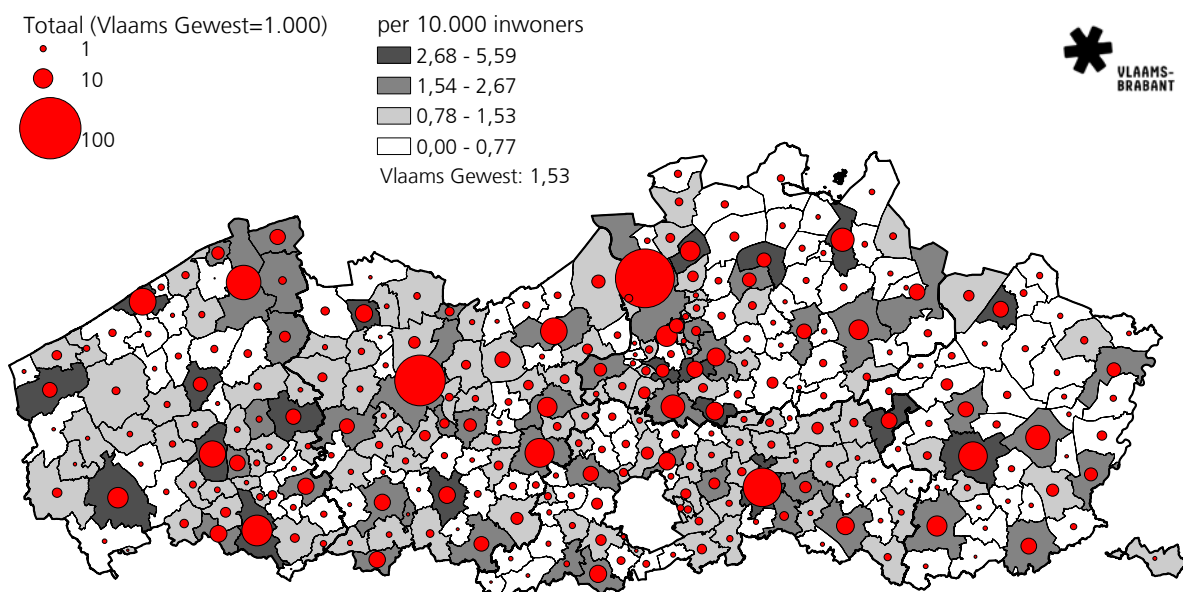 Totaal (Vlaams Gewest=1.000)
1
10
100
per 10.000 inwoners
2,68 - 5,59
1,54 - 2,67
0,78 - 1,53
0,00 - 0,77
Vlaams Gewest: 1,53
VLAAMS-
BRABANT